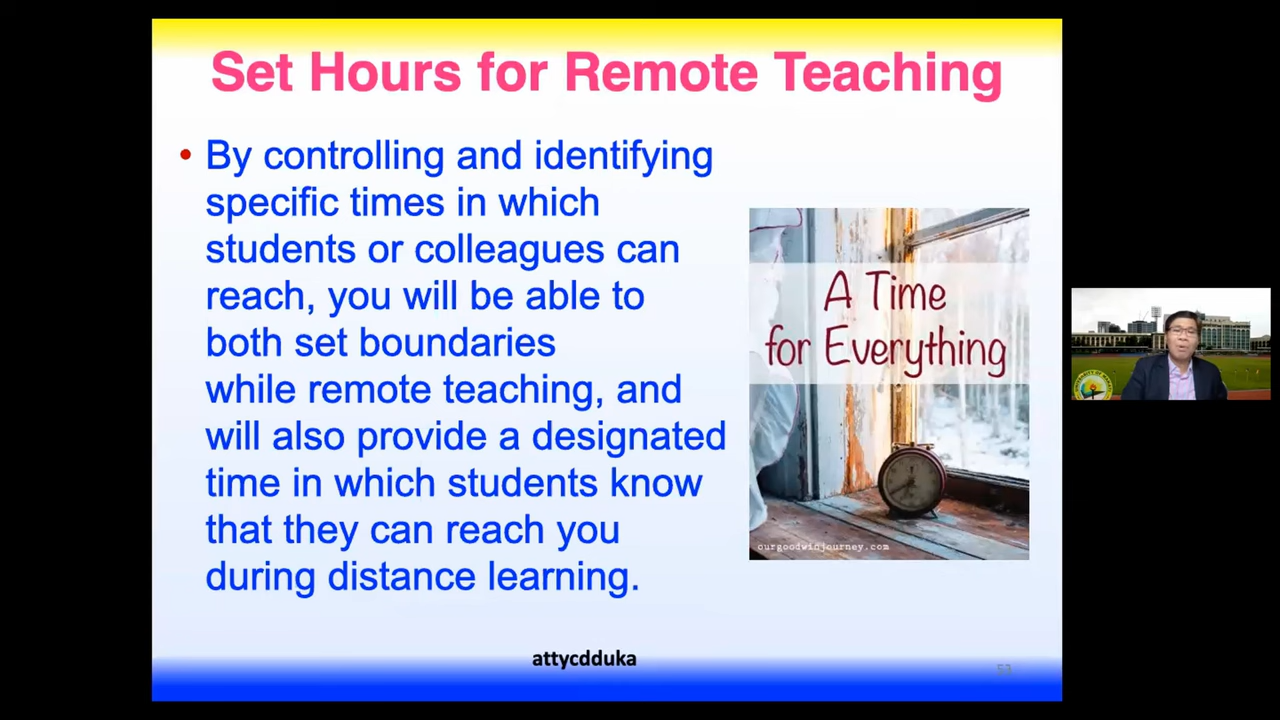 Set Hours for Remote Teaching
• By controlling and identifying
specific times in which
students or colleagues can
reach, you will be able to
both set boundaries
while remote teaching, and
will also provide a designated
time in which students know
that they can reach you
during distance learning.
A Time
for Everything
ourgoodwinjourney.com
attycdduka
53